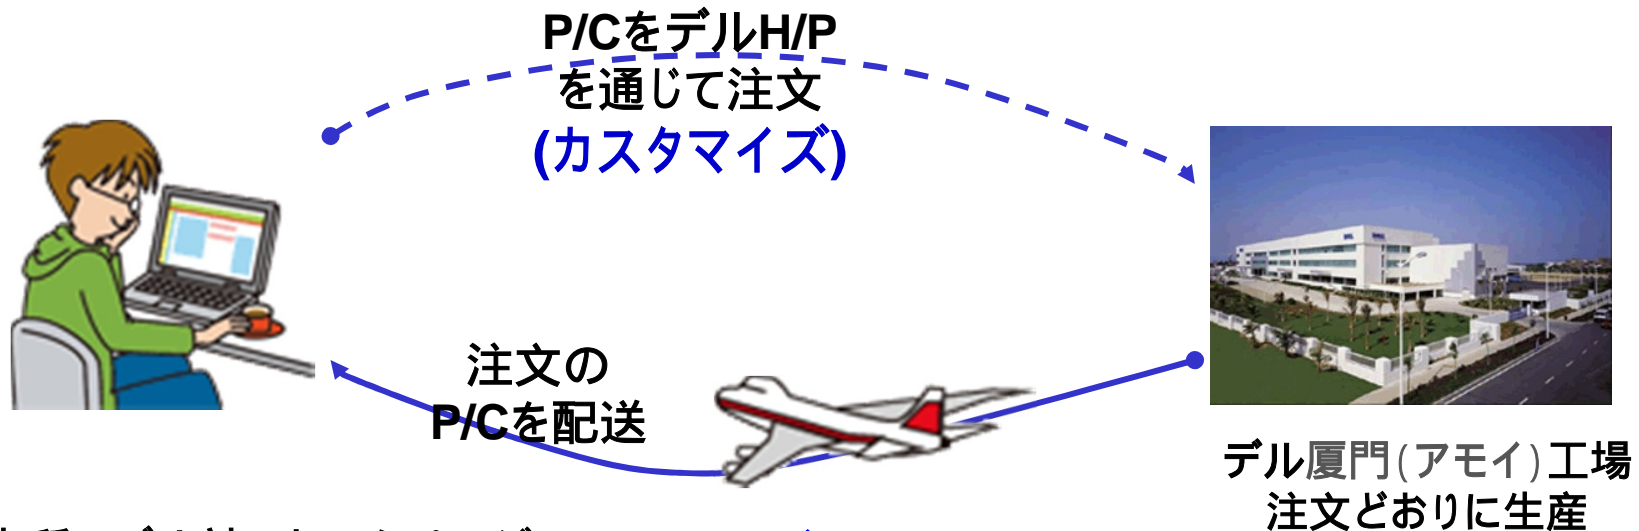 P/CをデルH/P
を通じて注文
(カスタマイズ)
注文の
P/Cを配送
デル厦門(アモイ)工場
注文どおりに生産